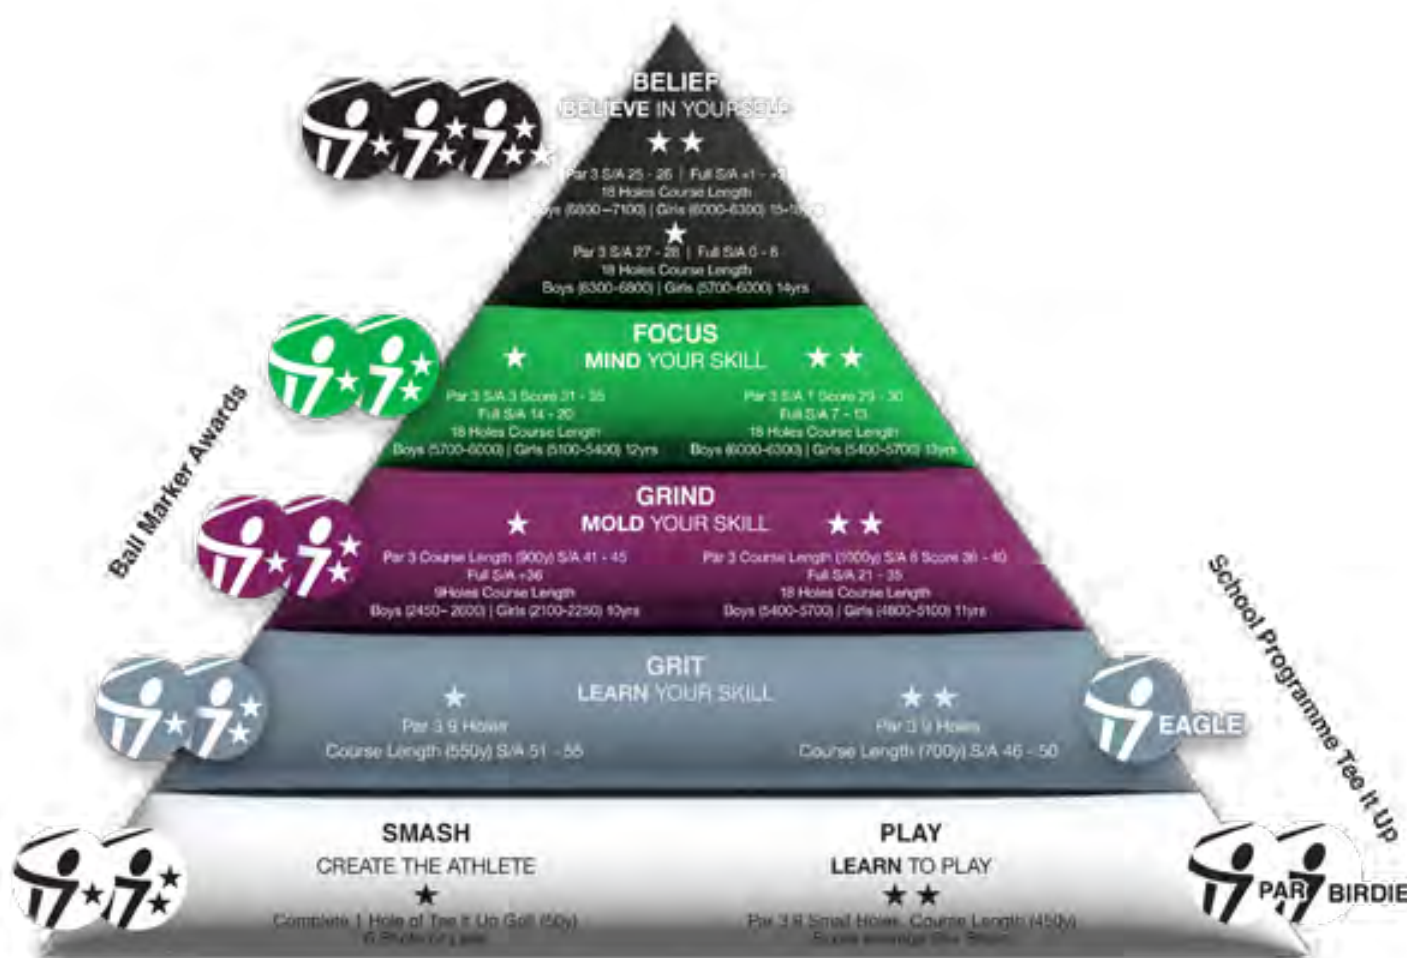 BELIEF
BELIEVE IN YOURSELF
Par 3 S/A 25 - 26 | Full S/A +1 -
18 Holes Course Length
(6800–7100) | Girls (6000-6300)
Par 3 S/A 27 - 28 | Full S/A 0 - 6
18 Holes Course Length
Boys (6300-6800) | Girls (5700-6000) 14yrs
FOCUS
MIND YOUR SKILL
Par 3 S/A 3 Score 31 - 35
Full S/A 14 - 20
18 Holes Course Length
Boys (5700-6000) | Girls (5100-5400) 12yrs
Par 3 S/A 1 Score 29 - 30
Full S/A 7 - 13
18 Holes Course Length
Boys (6000-6300) | Girls (5400-5700) 13yrs
Ball Marker Awards
GRIND
MOLD YOUR SKILL
Par 3 Course Length (900y) S/A 41 - 45
Full S/A +36
9Holes Course Length
Boys (2450-2600) | Girls (2100-2250) 10yrs
Par 3 Course Length (1000y) S/A 8 Score 36 - 40
Full S/A 21 - 35
18 Holes Course Length
Boys (5400-5700) | Girls (4800-5100) 11yrs
School Programme Tee It Up
GRIT
LEARN YOUR SKILL
Par 3 9 Holes
Course Length (550y) S/A 51 - 55
Par 3 9 Holes
Course Length (700y) S/A 46 - 50
EAGLE
SMASH
CREATE THE ATHLETE
Complete 1 Hole of Tee It Up Golf (50y)
PLAY
LEARN TO PLAY
Par 3 9 Small Holes. Course Length (450y)
PAR
BIRDIE